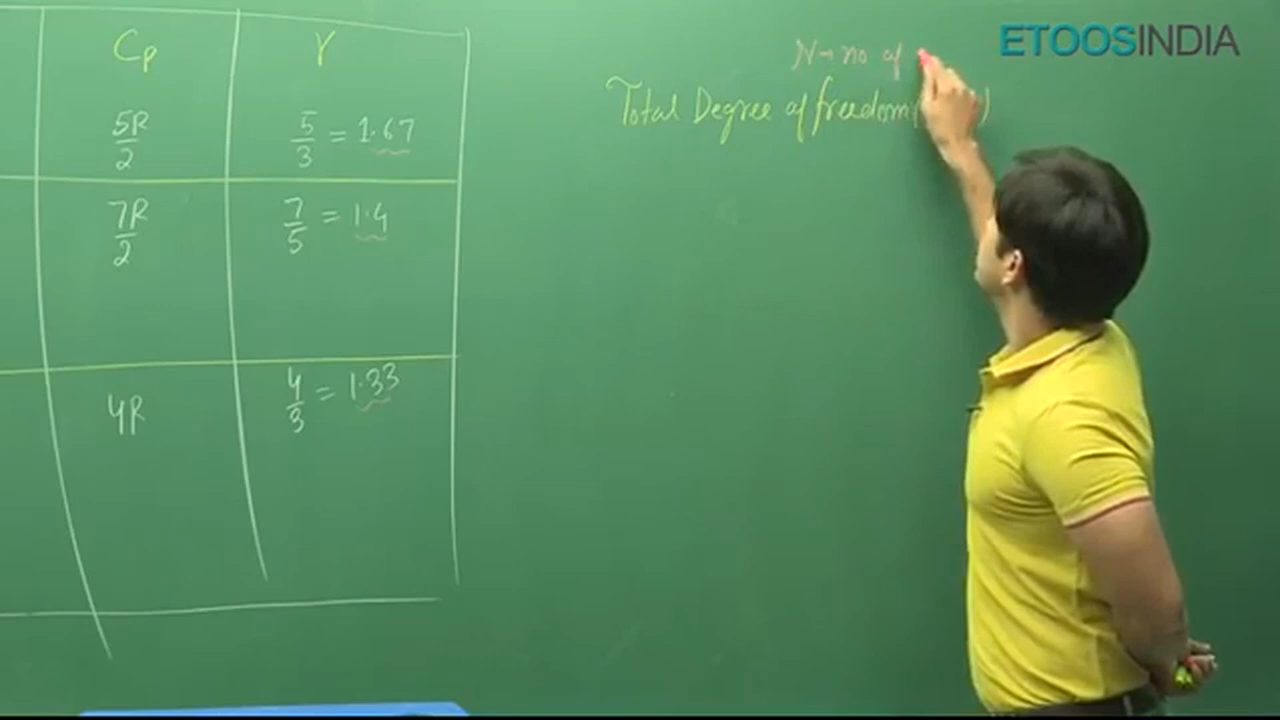 ETOOSINDIA
Cp γ
5R/2 5/3 = 1.67
7R/2 7/5 = 1.4
4R 4/3 = 1.33
N→ no of
Total Degree of freedom